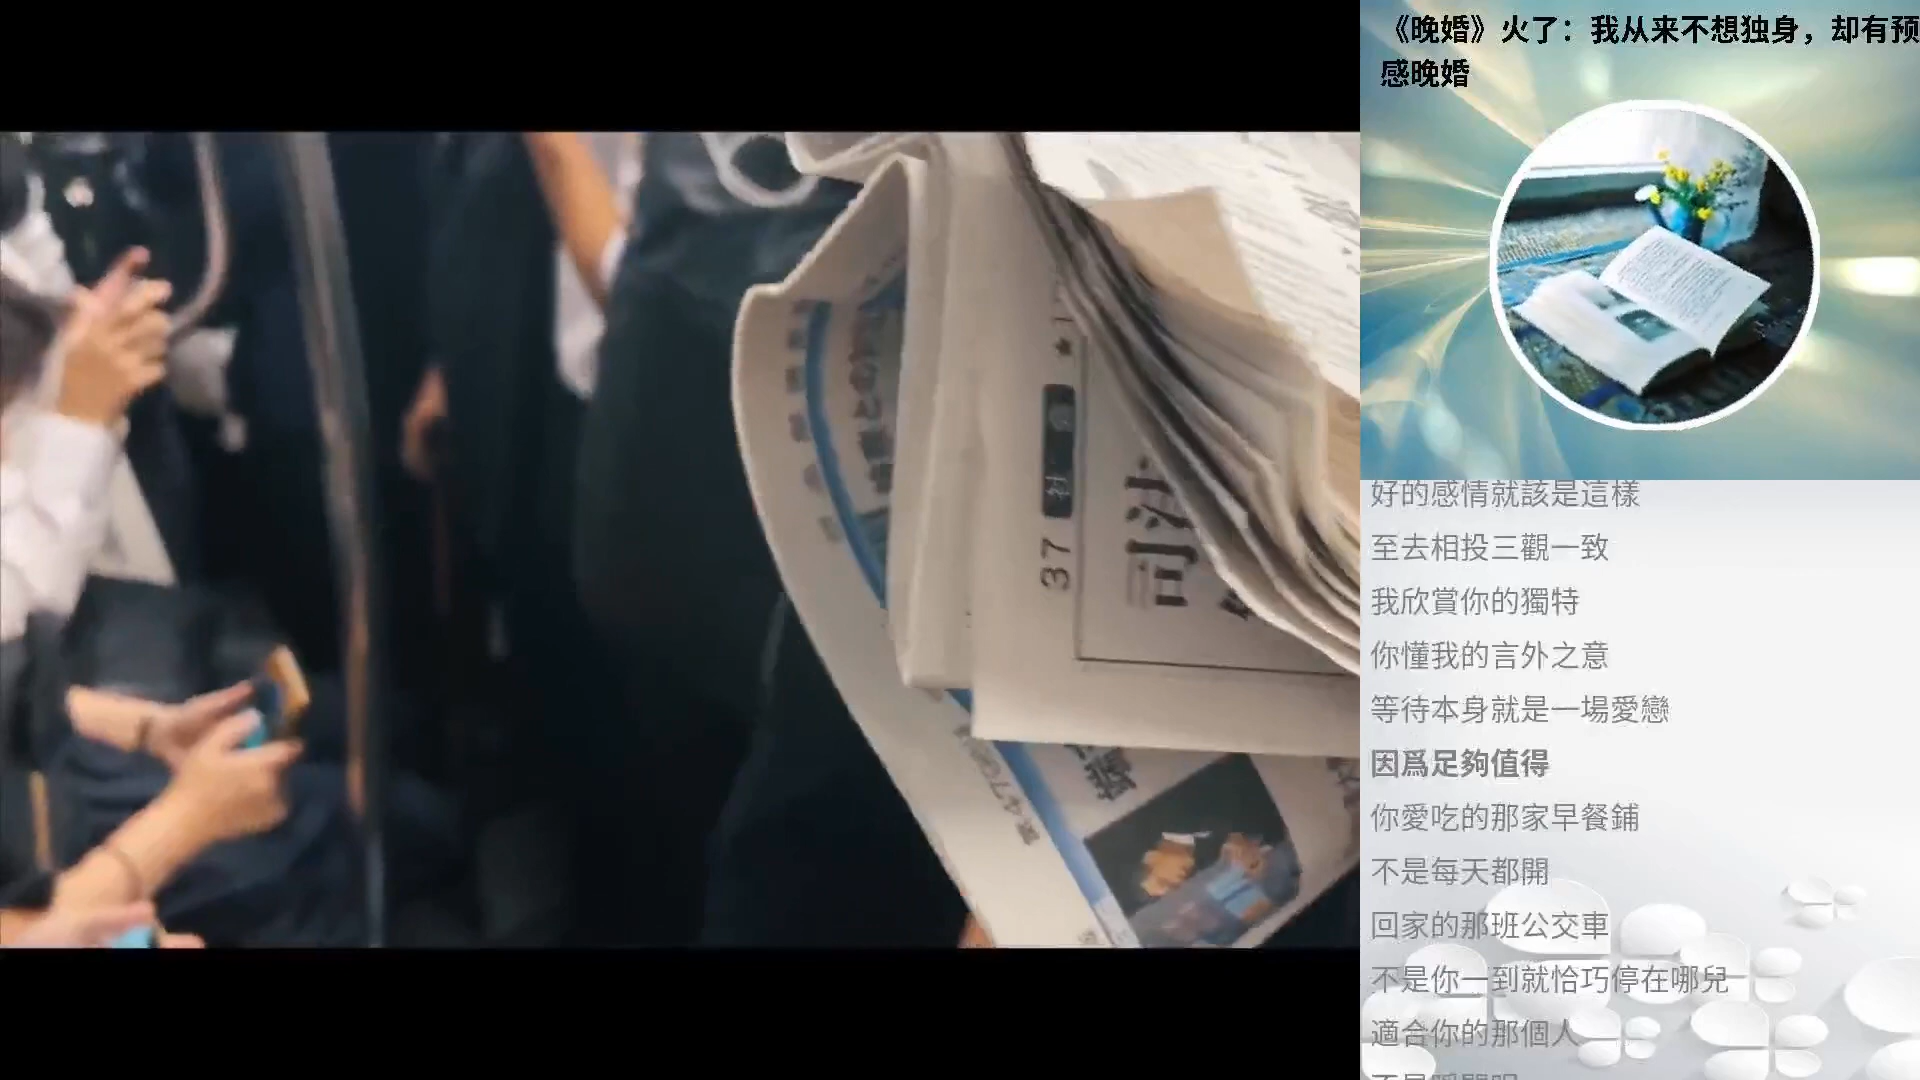 《晚婚》火了：我从来不想独身，却有预
感晚婚
好的感情就該是這樣
至去相投三觀一致
我欣賞你的獨特
你懂我的言外之意
等待本身就是一場愛戀
因爲足夠值得
你愛吃的那家早餐鋪
不是每天都開
回家的那班公交車
不是你一到就恰巧停在哪兒
適合你的那個人
37
司法